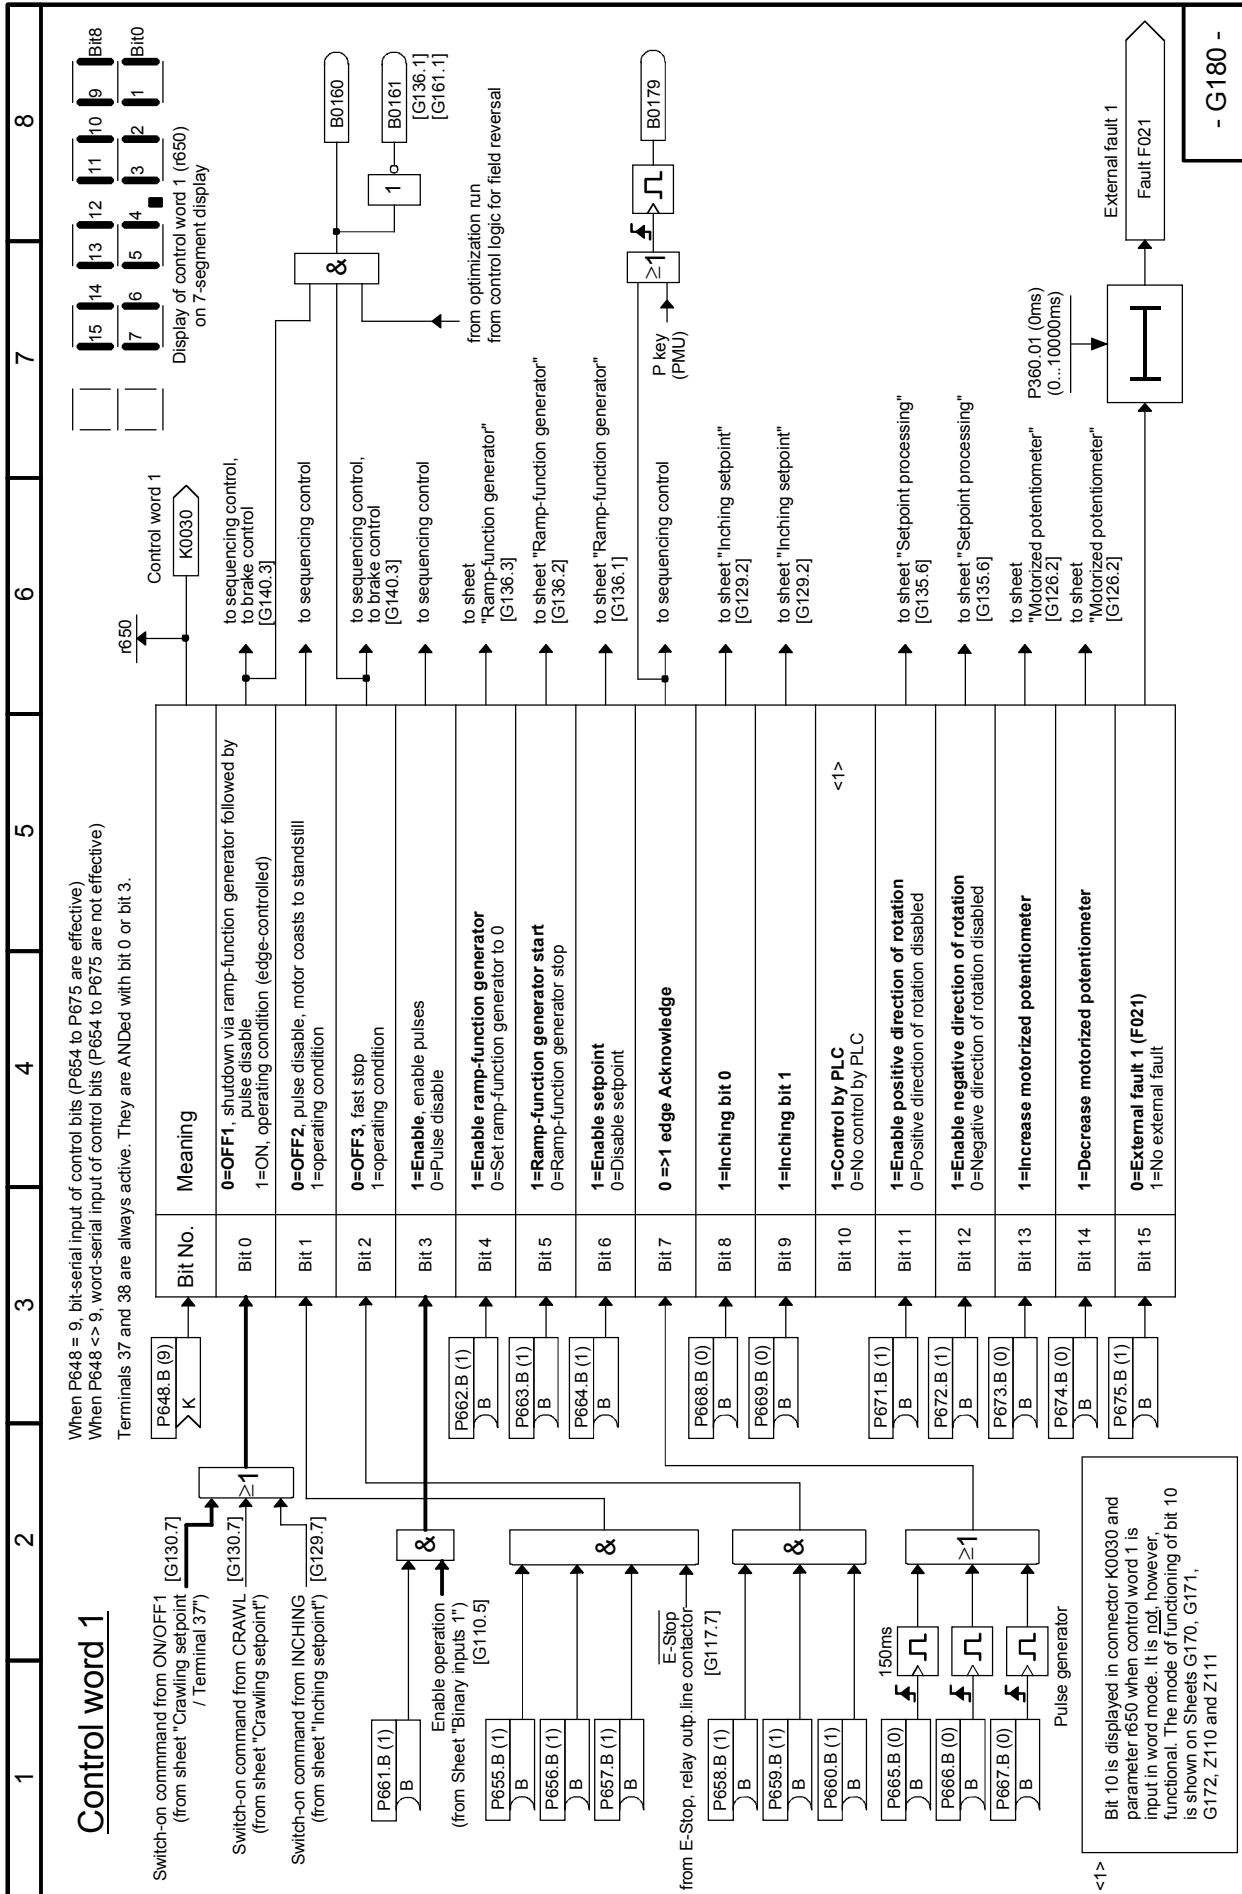 1
2
3
4
5
6
7
8
Control word 1
When P648 = 9, bit-serial input of control bits (P654 to P675 are effective)
When P648 <> 9, word-serial input of control bits (P654 to P675 are not effective)
Terminals 37 and 38 are always active. They are ANDed with bit 0 or bit 3.
Switch-on commmand from ON/OFF1
(from sheet "Crawling setpoint
/ Terminal 37")
[G130.7]
Switch-on command from CRAWL
(from sheet "Crawling setpoint")
[G130.7]
Switch-on command from INCHING
(from sheet "Inching setpoint")
[G129.7]
≥1
P648.B (9)
K
Bit No.
Meaning
r650
Control word 1
K0030
15
14
13
12
11
10
9
Bit8
7
6
5
4
3
2
1
Bit0
Display of control word 1 (r650)
on 7-segment display
Bit 0
0=OFF1, shutdown via ramp-function generator followed by
pulse disable
1=ON, operating condition (edge-controlled)
to sequencing control,
to brake control
[G140.3]
Bit 1
0=OFF2, pulse disable, motor coasts to standstill
1=operating condition
to sequencing control
Bit 2
0=OFF3, fast stop
1=operating condition
to sequencing control,
to brake control
[G140.3]
&
B0160
1
B0161
[G136.1]
[G161.1]
from optimization run
from control logic for field reversal
P661.B (1)
B
Enable operation
(from Sheet "Binary inputs 1")
[G110.5]
&
Bit 3
1=Enable, enable pulses
0=Pulse disable
to sequencing control
P662.B (1)
B
Bit 4
1=Enable ramp-function generator
0=Set ramp-function generator to 0
to sheet
"Ramp-function generator"
[G136.3]
P655.B (1)
B
P656.B (1)
B
P657.B (1)
B
&
E-Stop
from E-Stop, relay outp.line contactor
[G117.7]
P663.B (1)
B
Bit 5
1=Ramp-function generator start
0=Ramp-function generator stop
to sheet "Ramp-function generator"
[G136.2]
P664.B (1)
B
Bit 6
1=Enable setpoint
0=Disable setpoint
to sheet "Ramp-function generator"
[G136.1]
Bit 7
0 =>1 edge Acknowledge
to sequencing control
P key
(PMU)
≥1
B0179
P658.B (1)
B
P659.B (1)
B
P660.B (1)
B
&
P668.B (0)
B
Bit 8
1=Inching bit 0
to sheet "Inching setpoint"
[G129.2]
P669.B (0)
B
Bit 9
1=Inching bit 1
to sheet "Inching setpoint"
[G129.2]
Bit 10
1=Control by PLC
0=No control by PLC
<1>
P665.B (0)
B
P666.B (0)
B
P667.B (0)
B
150ms
Pulse generator
≥1
P671.B (1)
B
Bit 11
1=Enable positive direction of rotation
0=Positive direction of rotation disabled
to sheet "Setpoint processing"
[G135.6]
P672.B (1)
B
Bit 12
1=Enable negative direction of rotation
0=Negative direction of rotation disabled
to sheet "Setpoint processing"
[G135.6]
P673.B (0)
B
Bit 13
1=Increase motorized potentiometer
to sheet
"Motorized potentiometer"
[G126.2]
P674.B (0)
B
Bit 14
1=Decrease motorized potentiometer
to sheet
"Motorized potentiometer"
[G126.2]
P675.B (1)
B
Bit 15
0=External fault 1 (F021)
1=No external fault
P360.01 (0ms)
(0...10000ms)
External fault 1
Fault F021
<1>
Bit 10 is displayed in connector K0030 and
parameter r650 when control word 1 is
input in word mode. It is not, however,
functional. The mode of functioning of bit 10
is shown on Sheets G170, G171,
G172, Z110 and Z111
- G180 -